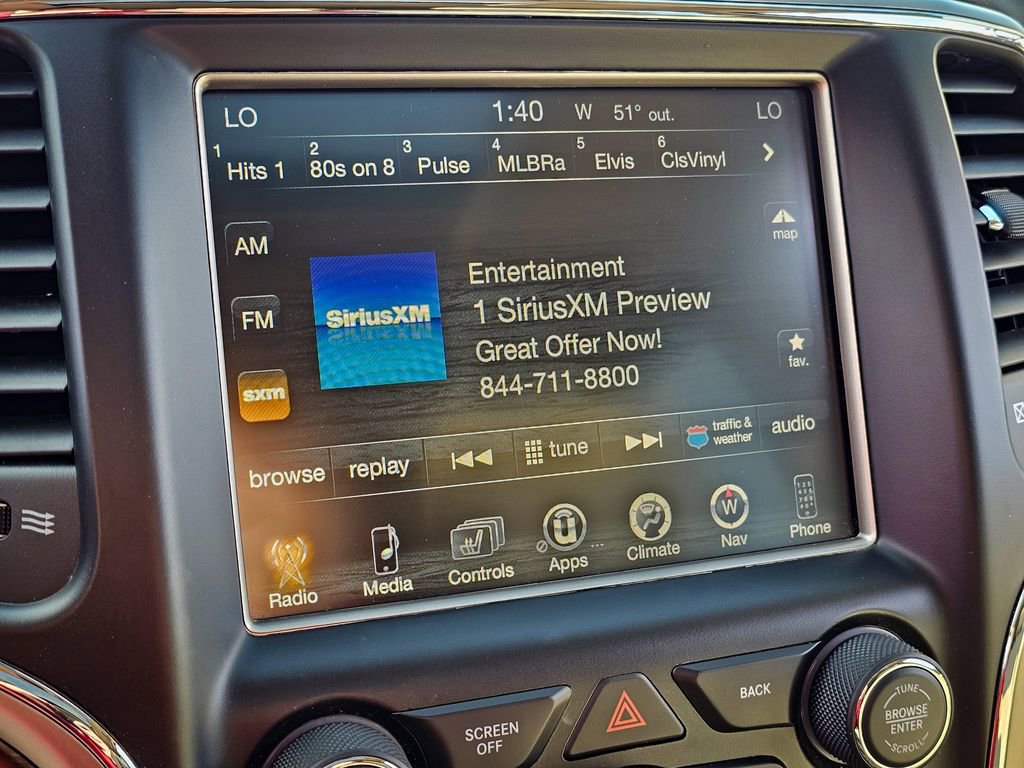 LO 1:40 W 51° out. LO
1 Hits 1 2 80s on 8 3 Pulse 4 MLBRa 5 Elvis 6 ClsVinyl
map
AM
Entertainment
1 SiriusXM Preview
SiriusXM
FM
Great Offer Now!
fav.
844-711-8800
sxm
browse replay tune traffic & weather audio
W
Radio Media Controls Apps ... Climate Nav Phone
SCREEN
OFF
BACK
TUNE
BROWSE
ENTER
SCROLL